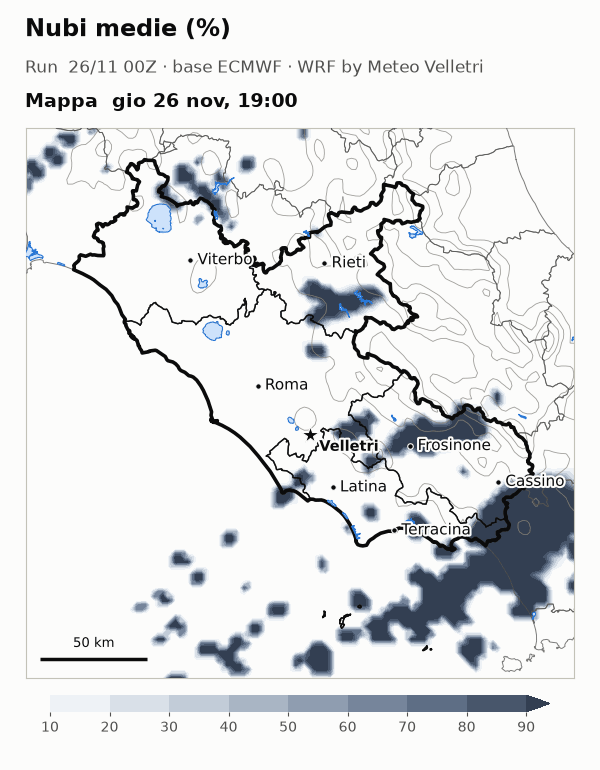 Nubi medie (%)
Run  26/11 00Z · base ECMWF · WRF by Meteo Velletri
Mappa  gio 26 nov, 19:00
Viterbo
Rieti
Roma
Velletri
Frosinone
Latina
Cassino
Terracina
50 km
10 20 30 40 50 60 70 80 90